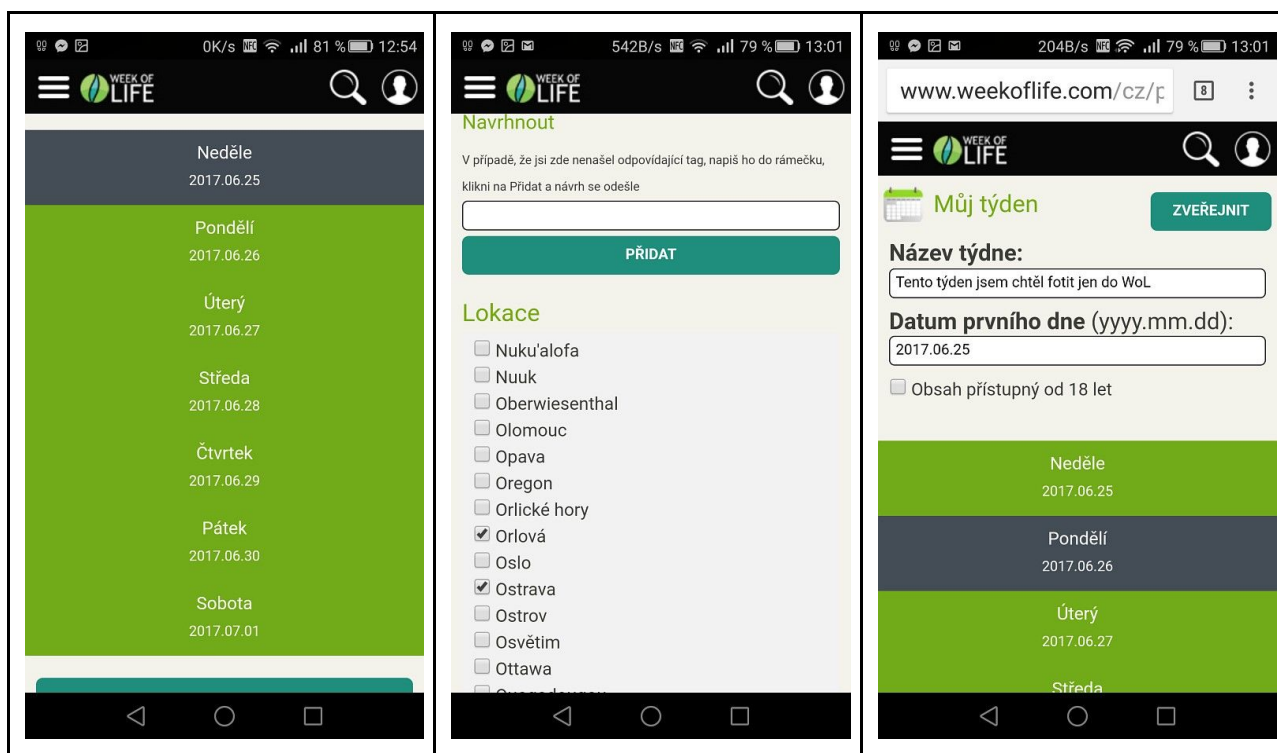 0K/s NFC 81 % 12:54
WEEK OF
LIFE
Neděle
2017.06.25
Pondělí
2017.06.26
Úterý
2017.06.27
Středa
2017.06.28
Čtvrtek
2017.06.29
Pátek
2017.06.30
Sobota
2017.07.01
542B/s NFC 79 % 13:01
WEEK OF
LIFE
Navrhnout
V případě, že jsi zde nenašel odpovídající tag, napiš ho do rámečku,
klikni na Přidat a návrh se odešle
PŘIDAT
Lokace
Nuku'alofa
Nuuk
Oberwiesenthal
Olomouc
Opava
Oregon
Orlické hory
Orlová
Oslo
Ostrava
Ostrov
Osvětim
Ottawa
204B/s NFC 79 % 13:01
www.weekoflife.com/cz/p 8
WEEK OF
LIFE
Můj týden
ZVEŘEJNIT
Název týdne:
Tento týden jsem chtěl fotit jen do WoL
Datum prvního dne (yyyy.mm.dd):
2017.06.25
Obsah přístupný od 18 let
Neděle
2017.06.25
Pondělí
2017.06.26
Úterý
2017.06.27
Středa